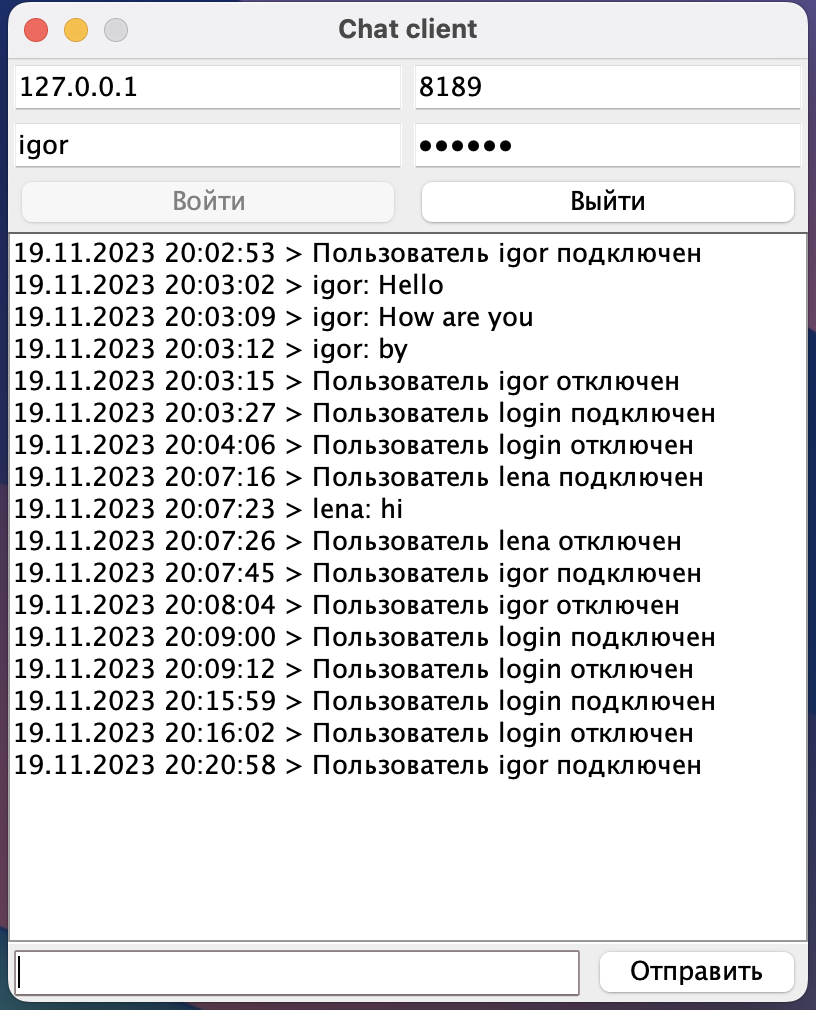 Chat client
127.0.0.1 8189
igor ••••••
Войти Выйти
19.11.2023 20:02:53 > Пользователь igor подключен
19.11.2023 20:03:02 > igor: Hello
19.11.2023 20:03:09 > igor: How are you
19.11.2023 20:03:12 > igor: by
19.11.2023 20:03:15 > Пользователь igor отключен
19.11.2023 20:03:27 > Пользователь login подключен
19.11.2023 20:04:06 > Пользователь login отключен
19.11.2023 20:07:16 > Пользователь lena подключен
19.11.2023 20:07:23 > lena: hi
19.11.2023 20:07:26 > Пользователь lena отключен
19.11.2023 20:07:45 > Пользователь igor подключен
19.11.2023 20:08:04 > Пользователь igor отключен
19.11.2023 20:09:00 > Пользователь login подключен
19.11.2023 20:09:12 > Пользователь login отключен
19.11.2023 20:15:59 > Пользователь login подключен
19.11.2023 20:16:02 > Пользователь login отключен
19.11.2023 20:20:58 > Пользователь igor подключен
Отправить